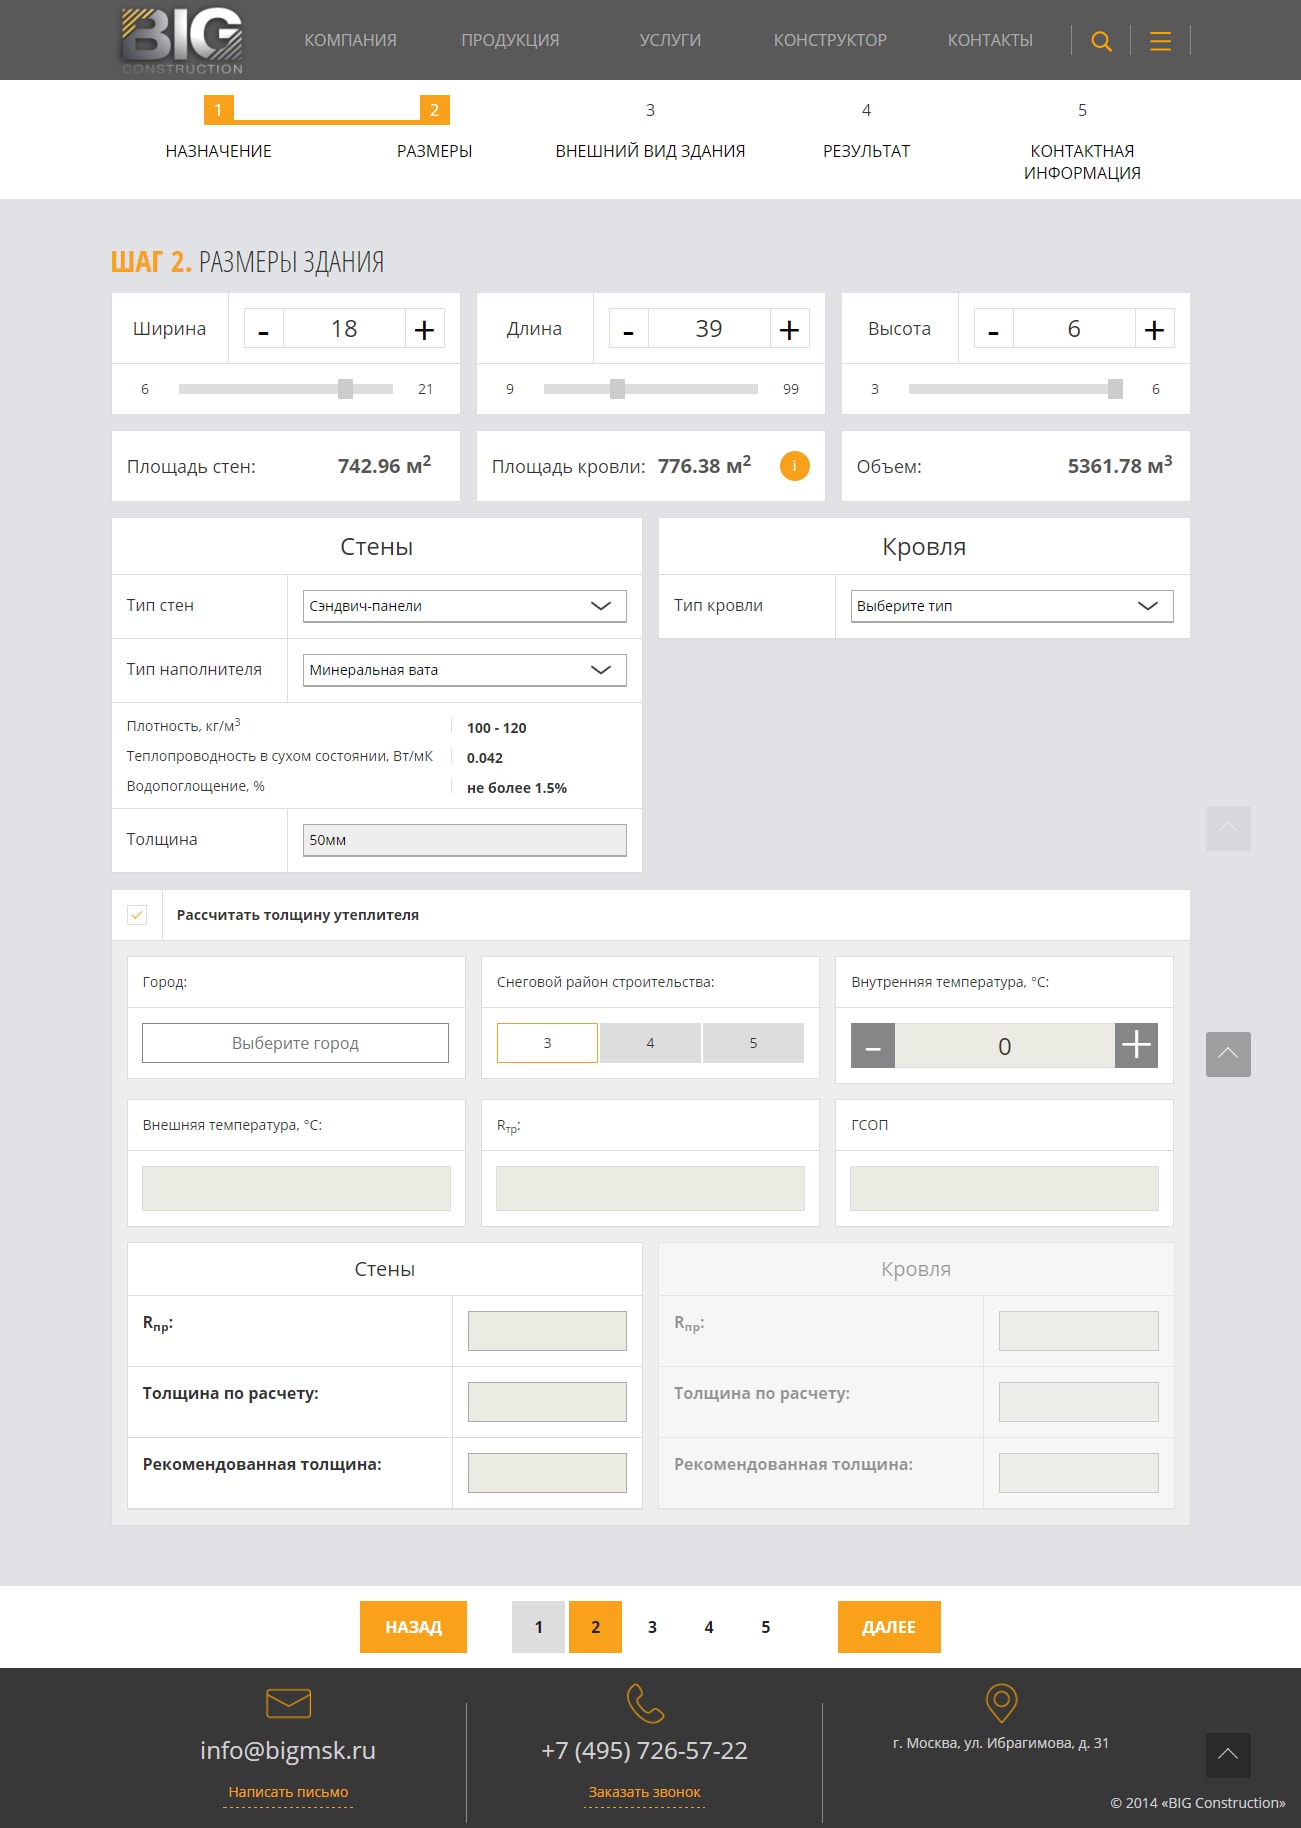 BIG
CONSTRUCTION
КОМПАНИЯ ПРОДУКЦИЯ УСЛУГИ КОНСТРУКТОР КОНТАКТЫ
1 2 3 4 5
НАЗНАЧЕНИЕ РАЗМЕРЫ ВНЕШНИЙ ВИД ЗДАНИЯ РЕЗУЛЬТАТ КОНТАКТНАЯ
ИНФОРМАЦИЯ
ШАГ 2. РАЗМЕРЫ ЗДАНИЯ
Ширина - 18 + Длина - 39 + Высота - 6 +
6 21 9 99 3 6
Площадь стен: 742.96 м² Площадь кровли: 776.38 м² i Объем: 5361.78 м³
Стены Кровля
Тип стен Сэндвич-панели Тип кровли Выберите тип
Тип наполнителя Минеральная вата
Плотность, кг/м³ 100 - 120
Теплопроводность в сухом состоянии, Вт/мК 0.042
Водопоглощение, % не более 1.5%
Толщина 50мм
Рассчитать толщину утеплителя
Город: Снеговой район строительства: Внутренняя температура, °С:
Выберите город 3 4 5 - 0 +
Внешняя температура, °С: Rтр: ГСОП
Стены Кровля
Rпр: Rпр:
Толщина по расчету: Толщина по расчету:
Рекомендованная толщина: Рекомендованная толщина:
НАЗАД 1 2 3 4 5 ДАЛЕЕ
info@bigmsk.ru +7 (495) 726-57-22 г. Москва, ул. Ибрагимова, д. 31
Написать письмо Заказать звонок
© 2014 «BIG Construction»